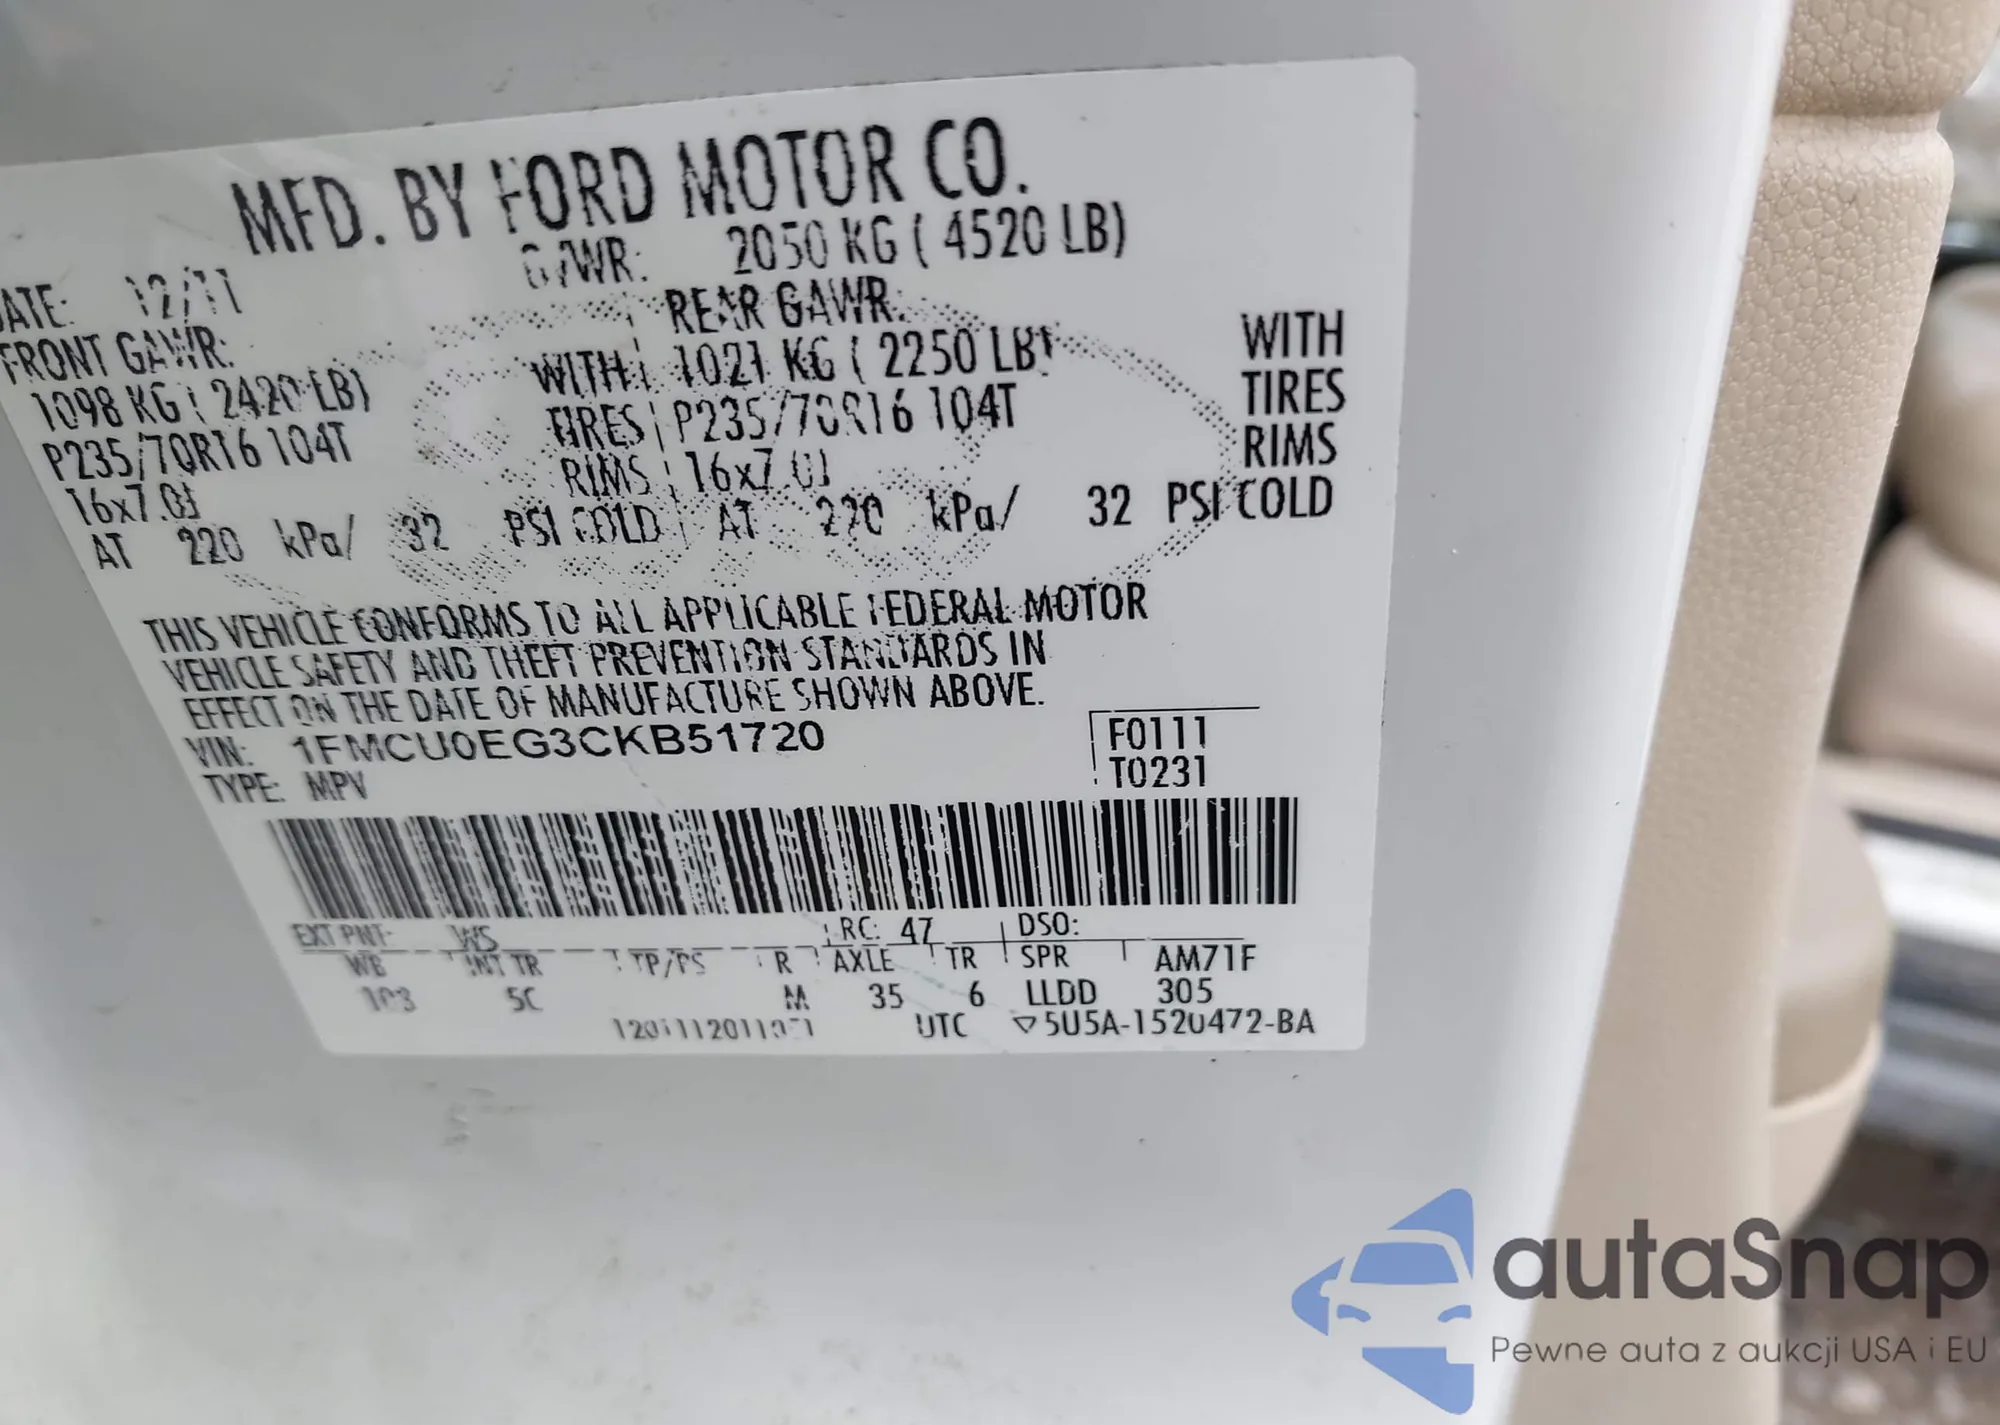 MFD. BY FORD MOTOR CO.
DATE: 12/11 GVWR: 2050 KG ( 4520 LB)
FRONT GAWR: REAR GAWR:
1098 KG ( 2420 LB) WITH 1021 KG ( 2250 LB) WITH
P235/70R16 104T TIRES P235/70R16 104T TIRES
16x7.0J RIMS 16x7.0J RIMS
AT 220 kPa/ 32 PSI COLD AT 220 kPa/ 32 PSI COLD
THIS VEHICLE CONFORMS TO ALL APPLICABLE FEDERAL MOTOR
VEHICLE SAFETY AND THEFT PREVENTION STANDARDS IN
EFFECT ON THE DATE OF MANUFACTURE SHOWN ABOVE.
VIN: 1FMCU0EG3CKB51720 F0111
TYPE: MPV T0231
EXT PNT: WS RC: 47 DSO:
WB INT TR TP/PS R AXLE TR SPR AM71F
103 5C M 35 6 LLDD 305
UTC ▽5U5A-1520472-BA
autaSnap
Pewne auta z aukcji USA i EU